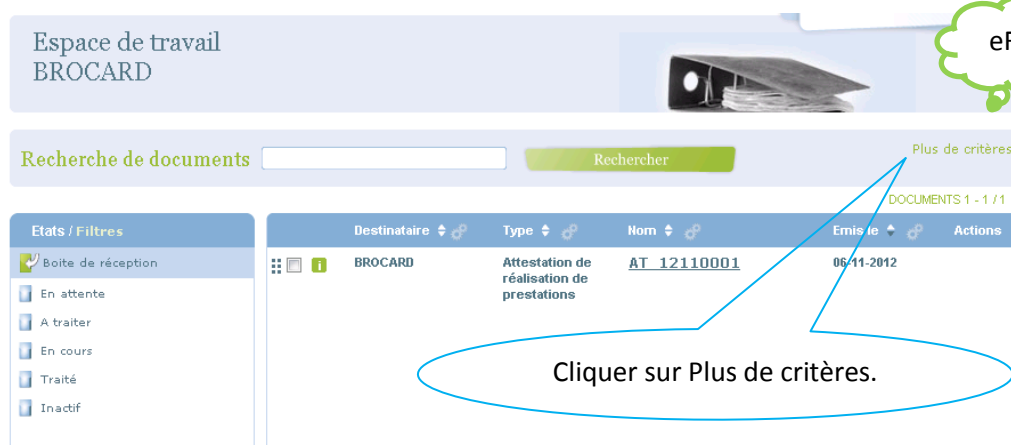 Espace de travail
BROCARD
Recherche de documents
Rechercher
Plus de critères
DOCUMENTS 1 - 1 / 1
Etats / Filtres
Destinataire Type Nom Emis le Actions
Boite de réception
BROCARD Attestation de AT_12110001 06-11-2012
réalisation de
prestations
En attente
A traiter
En cours
Traité
Inactif
Cliquer sur Plus de critères.